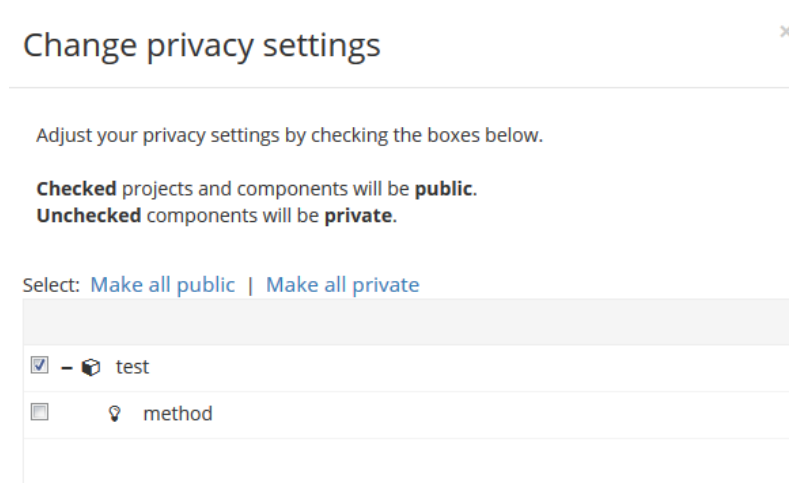 Change privacy settings
×
Adjust your privacy settings by checking the boxes below.
Checked projects and components will be public.
Unchecked components will be private.
Select: Make all public | Make all private
– test
method